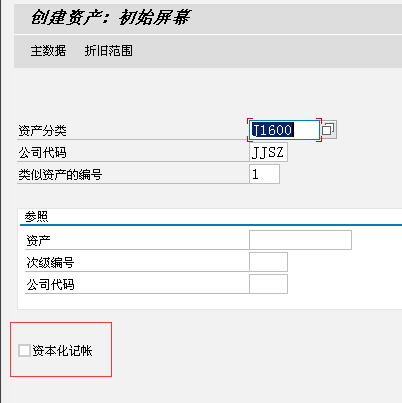 创建资产: 初始屏幕
主数据 折旧范围
资产分类 J1600
公司代码 JJSZ
类似资产的编号 1
参照
资产
次级编号
公司代码
资本化记帐